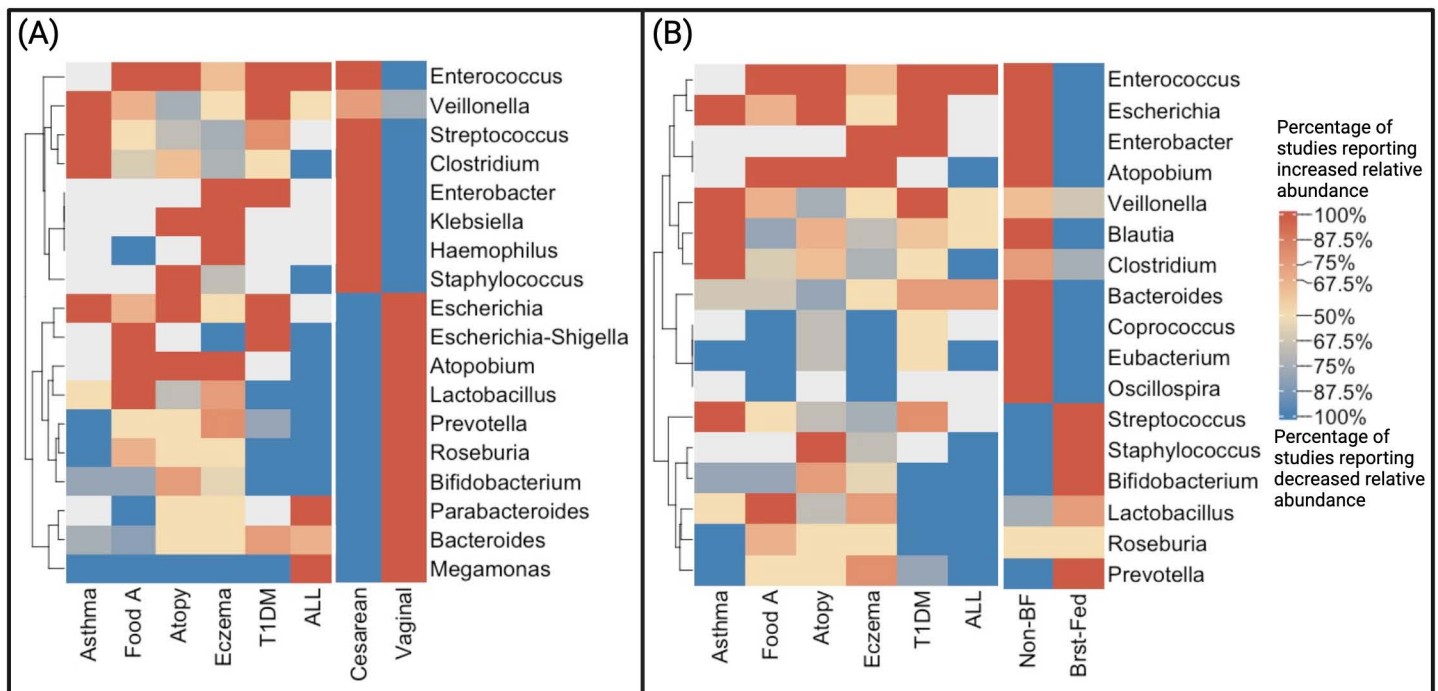 (A)
Enterococcus
Veillonella
Streptococcus
Clostridium
Enterobacter
Klebsiella
Haemophilus
Staphylococcus
Escherichia
Escherichia-Shigella
Atopobium
Lactobacillus
Prevotella
Roseburia
Bifidobacterium
Parabacteroides
Bacteroides
Megamonas
Asthma
Food A
Atopy
Eczema
T1DM
ALL
Cesarean
Vaginal
(B)
Enterococcus
Escherichia
Enterobacter
Atopobium
Veillonella
Blautia
Clostridium
Bacteroides
Coprococcus
Eubacterium
Oscillospira
Streptococcus
Staphylococcus
Bifidobacterium
Lactobacillus
Roseburia
Prevotella
Asthma
Food A
Atopy
Eczema
T1DM
ALL
Non-BF
Brst-Fed
Percentage of
studies reporting
increased relative
abundance
100%
87.5%
75%
67.5%
50%
67.5%
75%
87.5%
100%
Percentage of
studies reporting
decreased relative
abundance